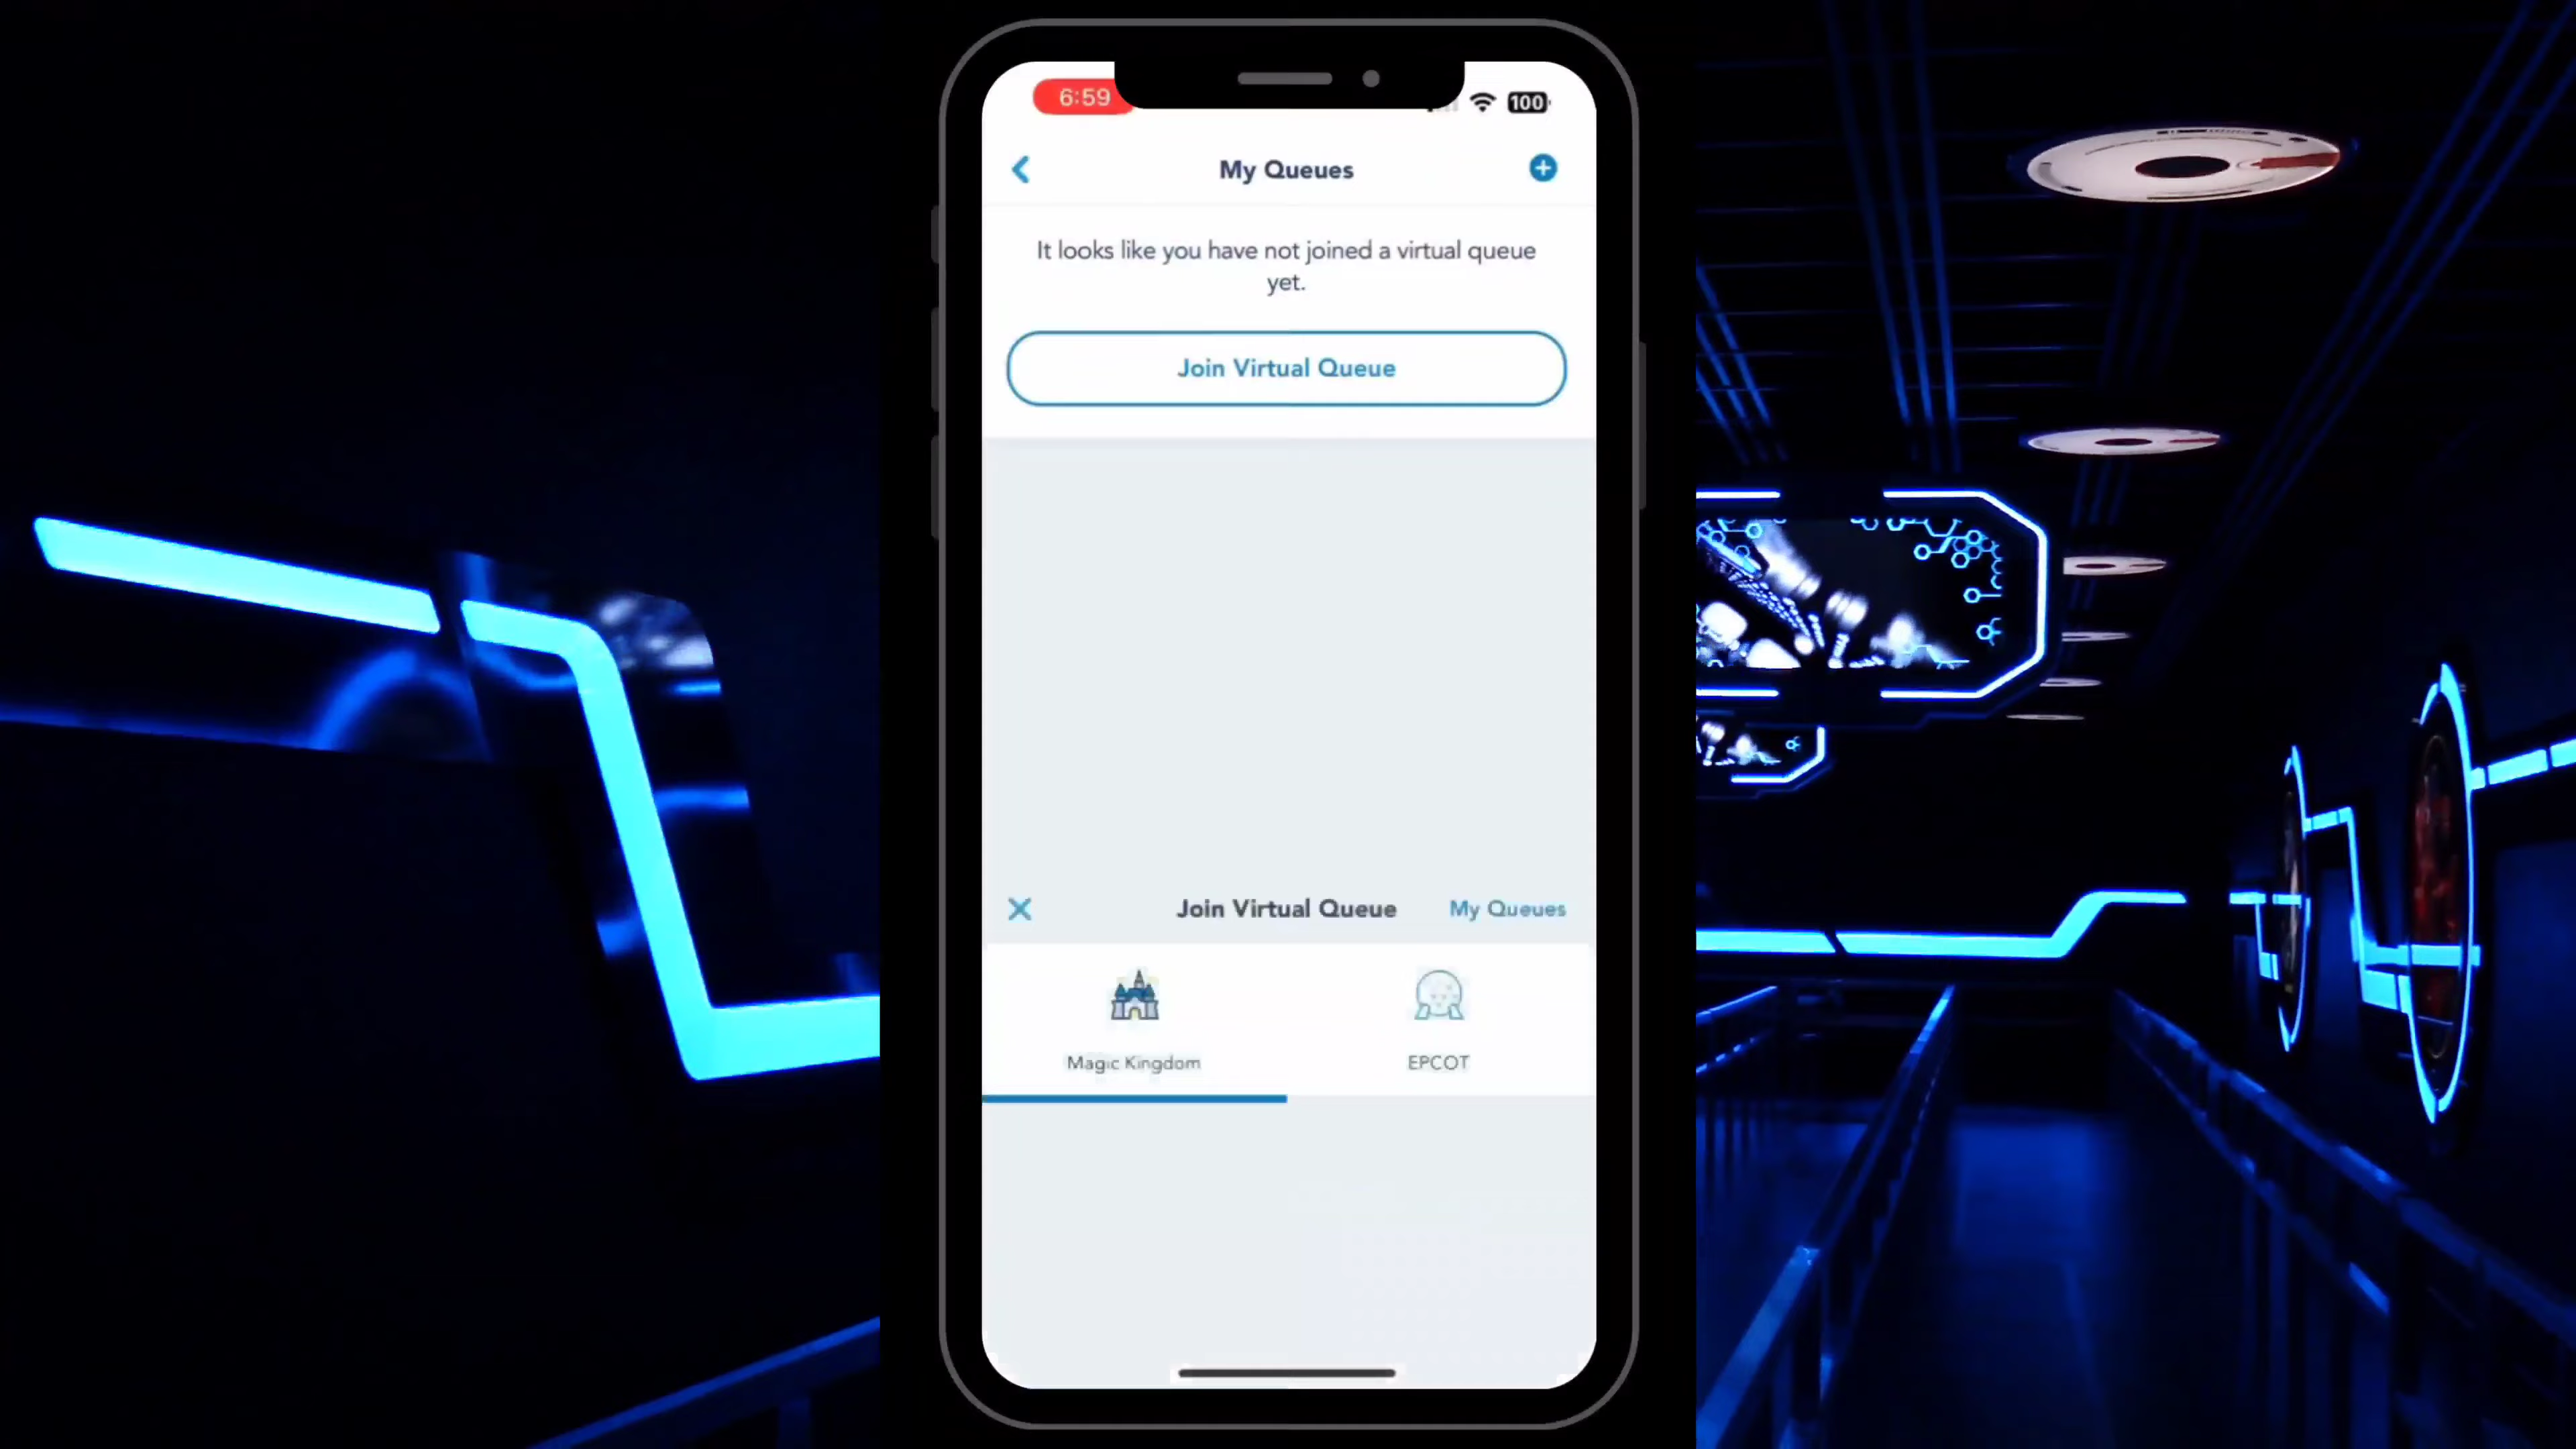 6:59
100
My Queues
It looks like you have not joined a virtual queue
yet.
Join Virtual Queue
Join Virtual Queue
My Queues
Magic Kingdom
EPCOT